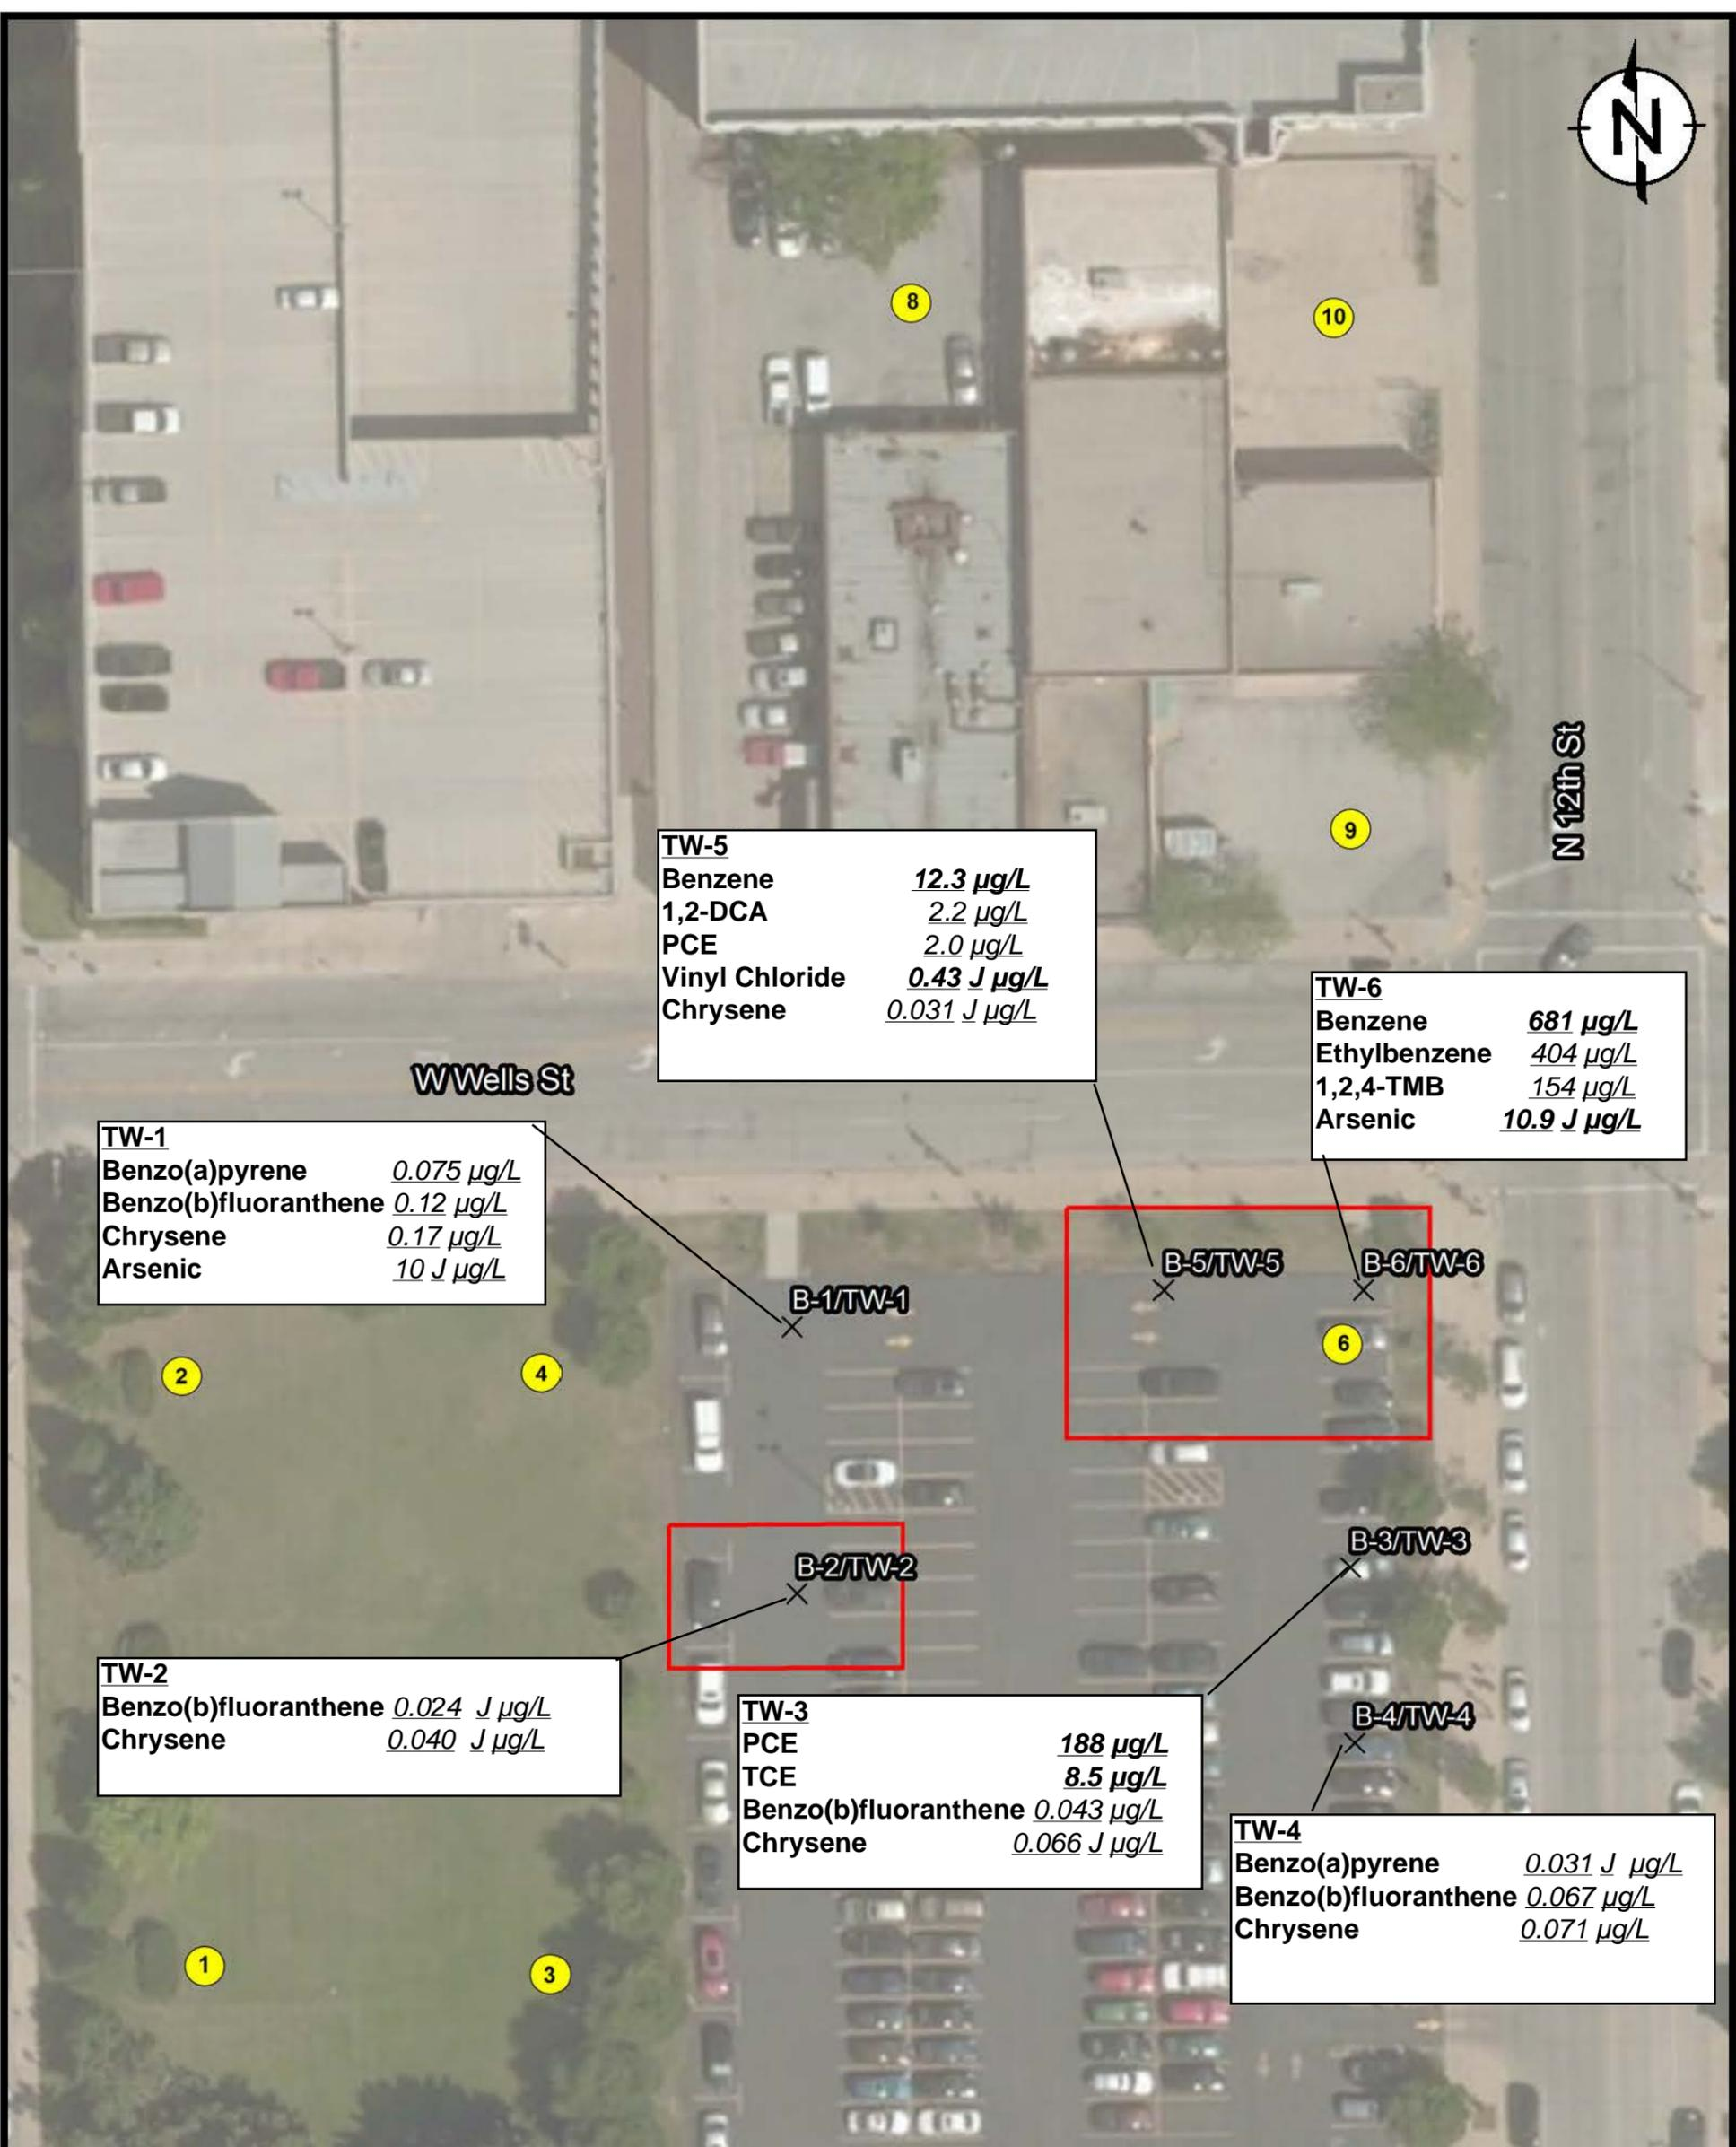 N
8
10
N 12th St
9
TW-5
Benzene 12.3 µg/L
1,2-DCA 2.2 µg/L
PCE 2.0 µg/L
Vinyl Chloride 0.43 J µg/L
Chrysene 0.031 J µg/L
TW-6
Benzene 681 µg/L
Ethylbenzene 404 µg/L
1,2,4-TMB 154 µg/L
Arsenic 10.9 J µg/L
W Wells St
TW-1
Benzo(a)pyrene 0.075 µg/L
Benzo(b)fluoranthene 0.12 µg/L
Chrysene 0.17 µg/L
Arsenic 10 J µg/L
B-5/TW-5
B-6/TW-6
B-1/TW-1
6
2
4
B-3/TW-3
B-2/TW-2
TW-2
Benzo(b)fluoranthene 0.024 J µg/L
Chrysene 0.040 J µg/L
TW-3
PCE 188 µg/L
TCE 8.5 µg/L
Benzo(b)fluoranthene 0.043 µg/L
Chrysene 0.066 J µg/L
B-4/TW-4
TW-4
Benzo(a)pyrene 0.031 J µg/L
Benzo(b)fluoranthene 0.067 µg/L
Chrysene 0.071 µg/L
1
3